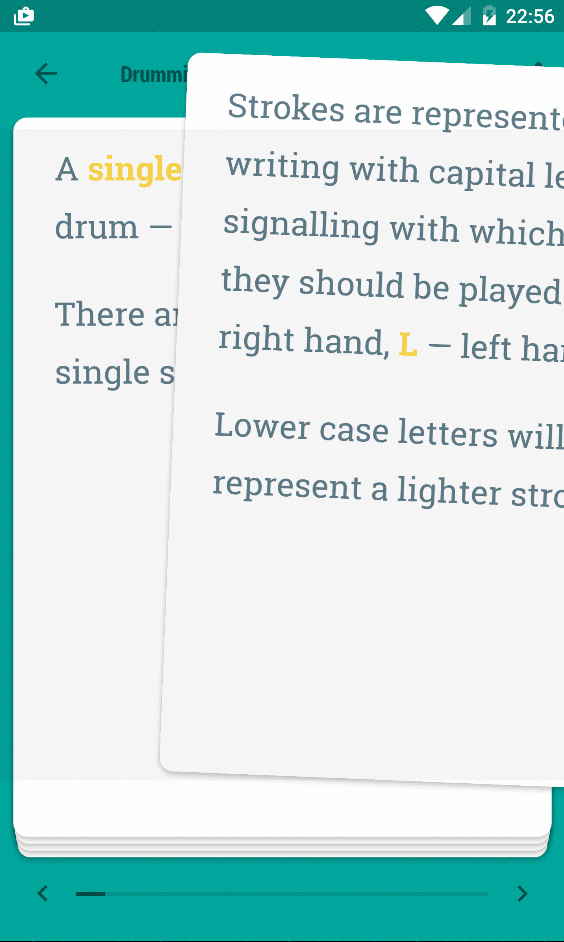 22:56
Drummi
Strokes are represent
writing with capital le
signalling with which
they should be played
right hand, L — left ha
Lower case letters will
represent a lighter stro
A single
drum —
There a
single s